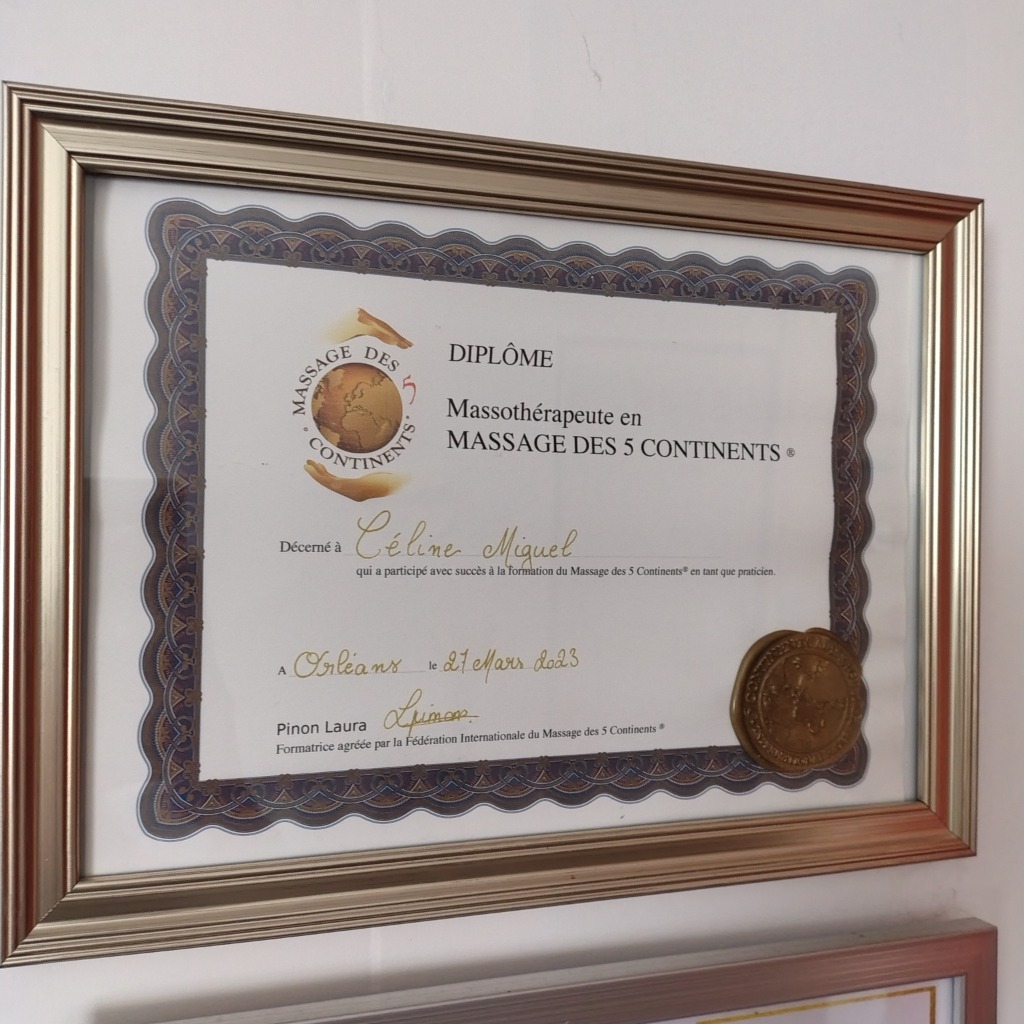 MASSAGE DES 5
CONTINENTS
DIPLÔME
Massothérapeute en
MASSAGE DES 5 CONTINENTS ®
Décerné à Céline Miguel
qui a participé avec succès à la formation du Massage des 5 Continents® en tant que praticien.
A Orléans le 27 Mars 2023
Pinon Laura LPinon
Formatrice agréée par la Fédération Internationale du Massage des 5 Continents ®